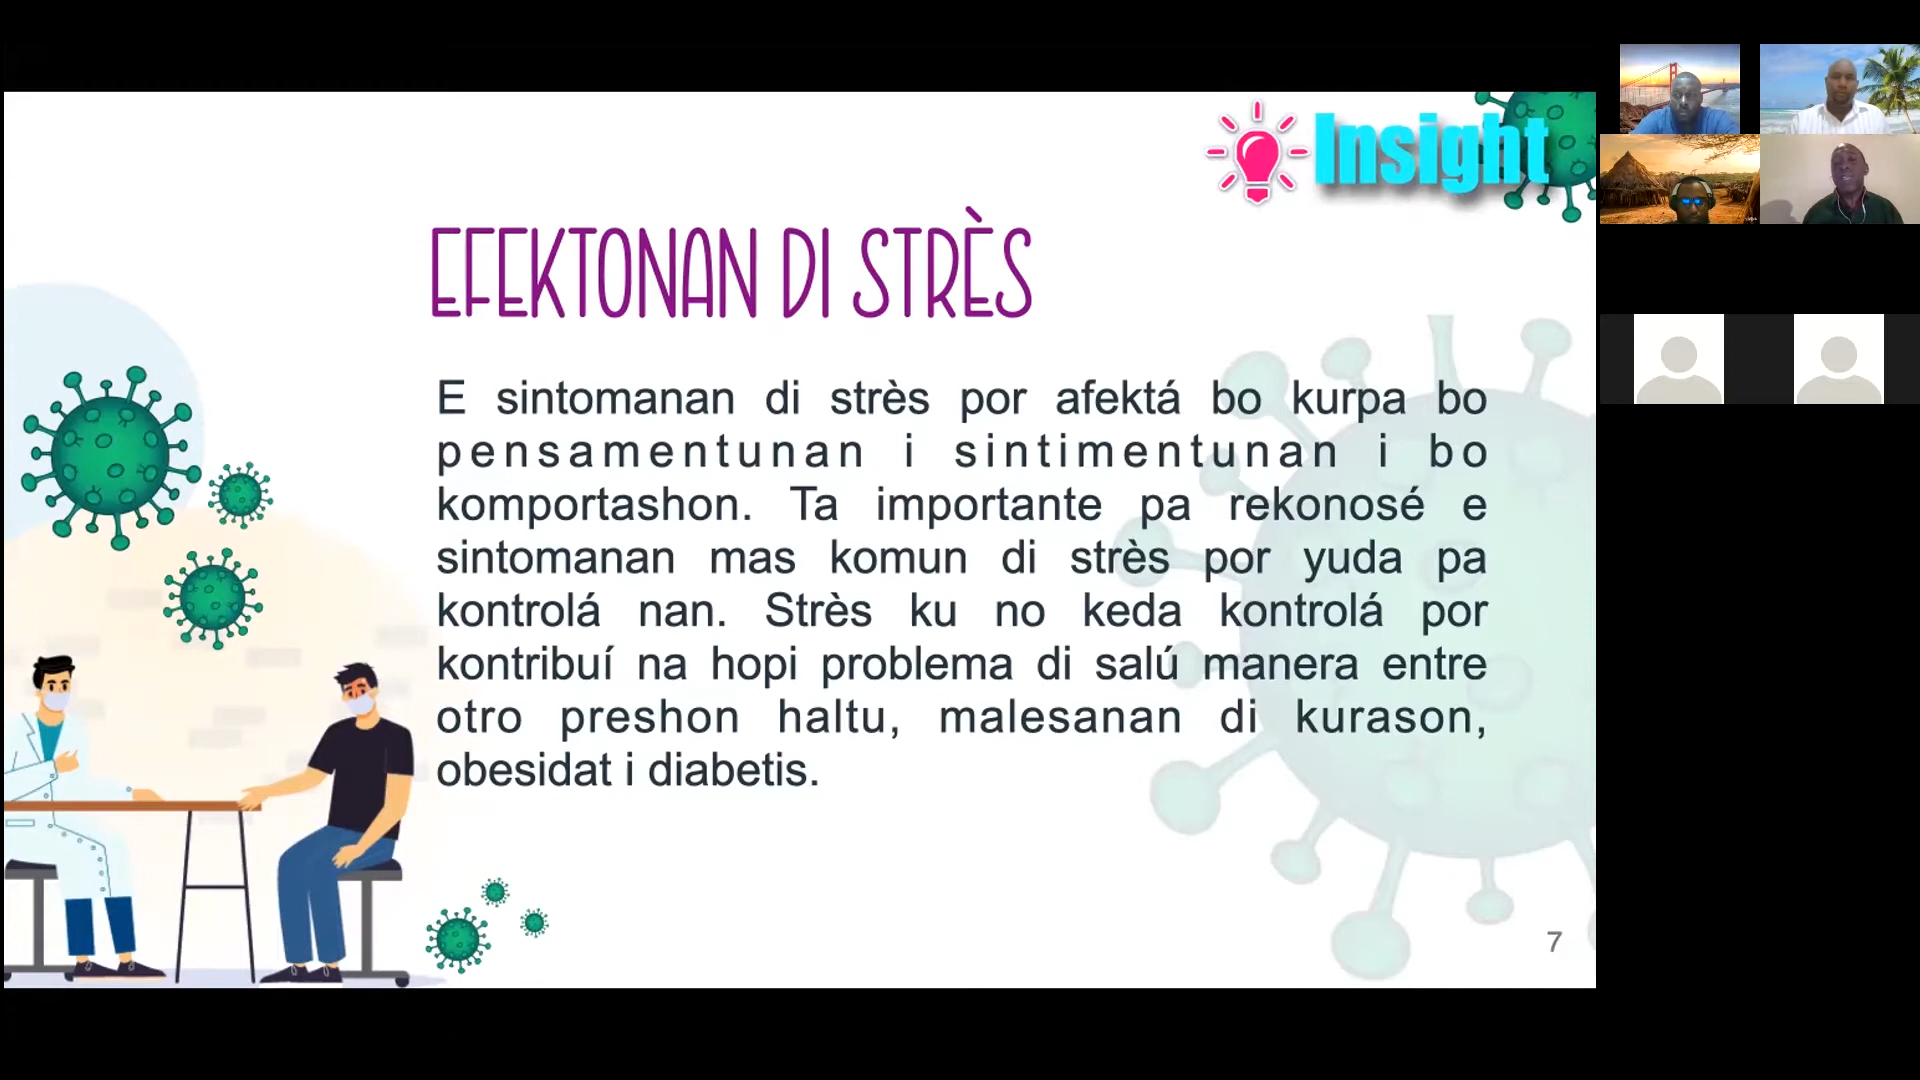 Insight
EFEKTONAN DI STRÈS
E sintomanan di strès por afektá bo kurpa bo
pensamentunan i sintimentunan i bo
komportashon. Ta importante pa rekonosé e
sintomanan mas komun di strès por yuda pa
kontrolá nan. Strès ku no keda kontrolá por
kontribuí na hopi problema di salú manera entre
otro preshon haltu, malesanan di kurason,
obesidat i diabetis.
7